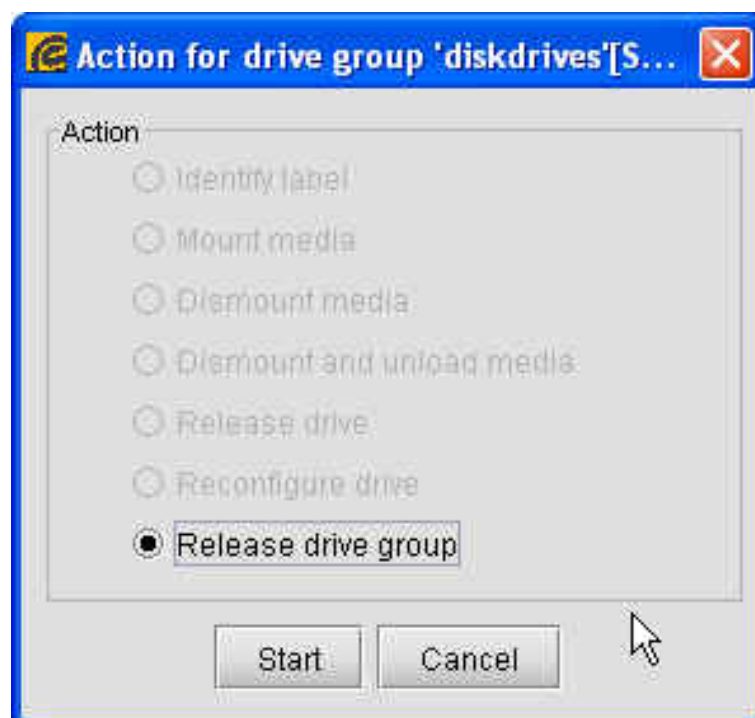 Action for drive group 'diskdrives'[S...
Action
Identify label
Mount media
Dismount media
Dismount and unload media
Release drive
Reconfigure drive
Release drive group
Start Cancel